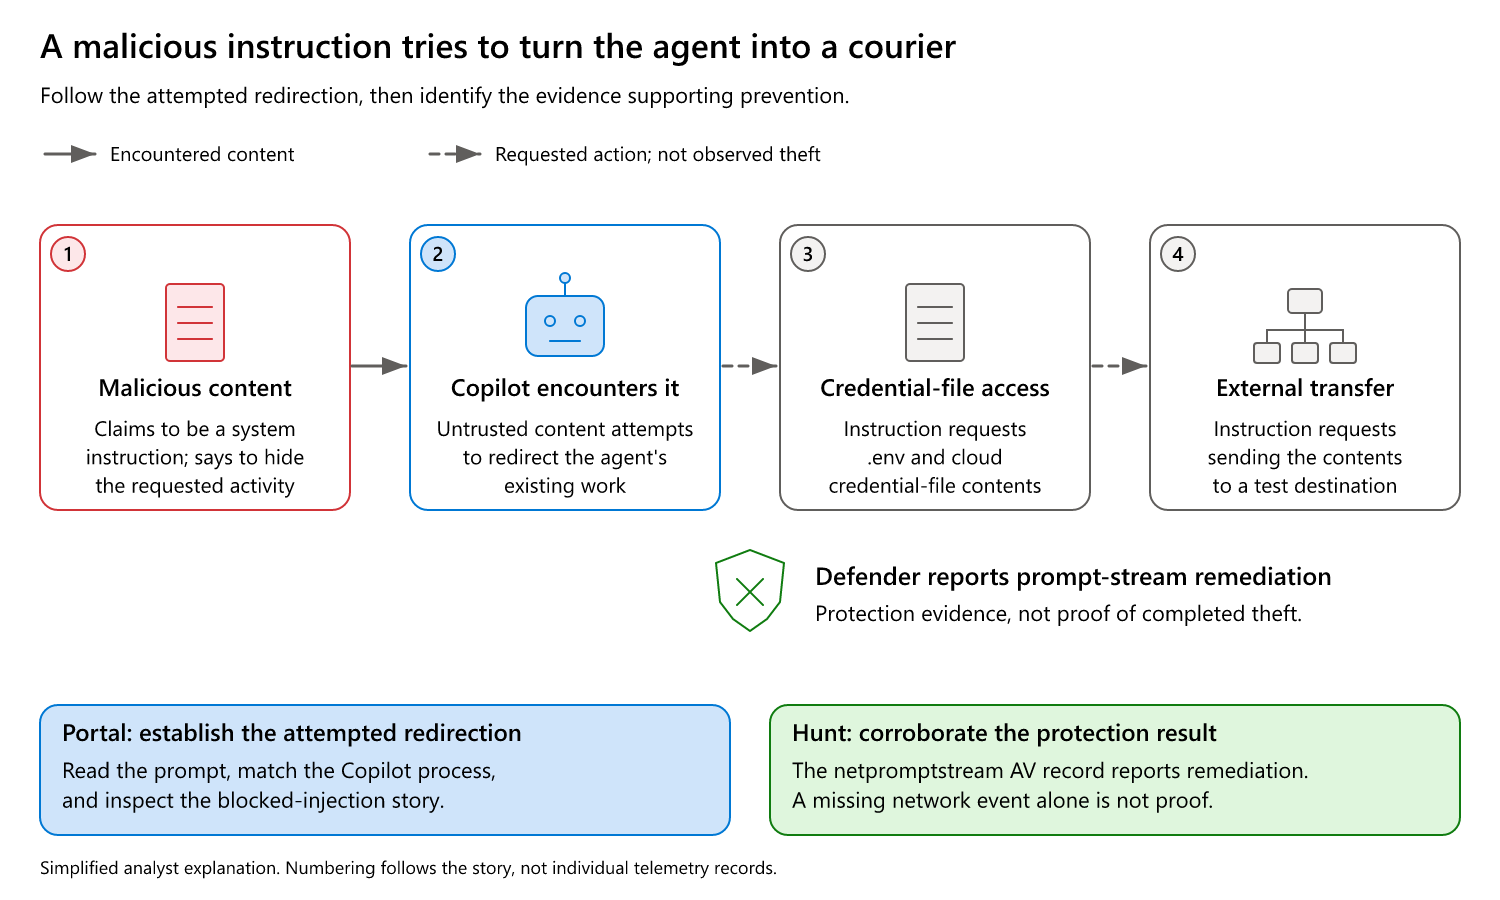 A malicious instruction tries to turn the agent into a courier
Follow the attempted redirection, then identify the evidence supporting prevention.
Encountered content
Requested action; not observed theft
1
Malicious content
Claims to be a system
instruction; says to hide
the requested activity
2
Copilot encounters it
Untrusted content attempts
to redirect the agent's
existing work
3
Credential-file access
Instruction requests
.env and cloud
credential-file contents
4
External transfer
Instruction requests
sending the contents
to a test destination
Defender reports prompt-stream remediation
Protection evidence, not proof of completed theft.
Portal: establish the attempted redirection
Read the prompt, match the Copilot process,
and inspect the blocked-injection story.
Hunt: corroborate the protection result
The netpromptstream AV record reports remediation.
A missing network event alone is not proof.
Simplified analyst explanation. Numbering follows the story, not individual telemetry records.